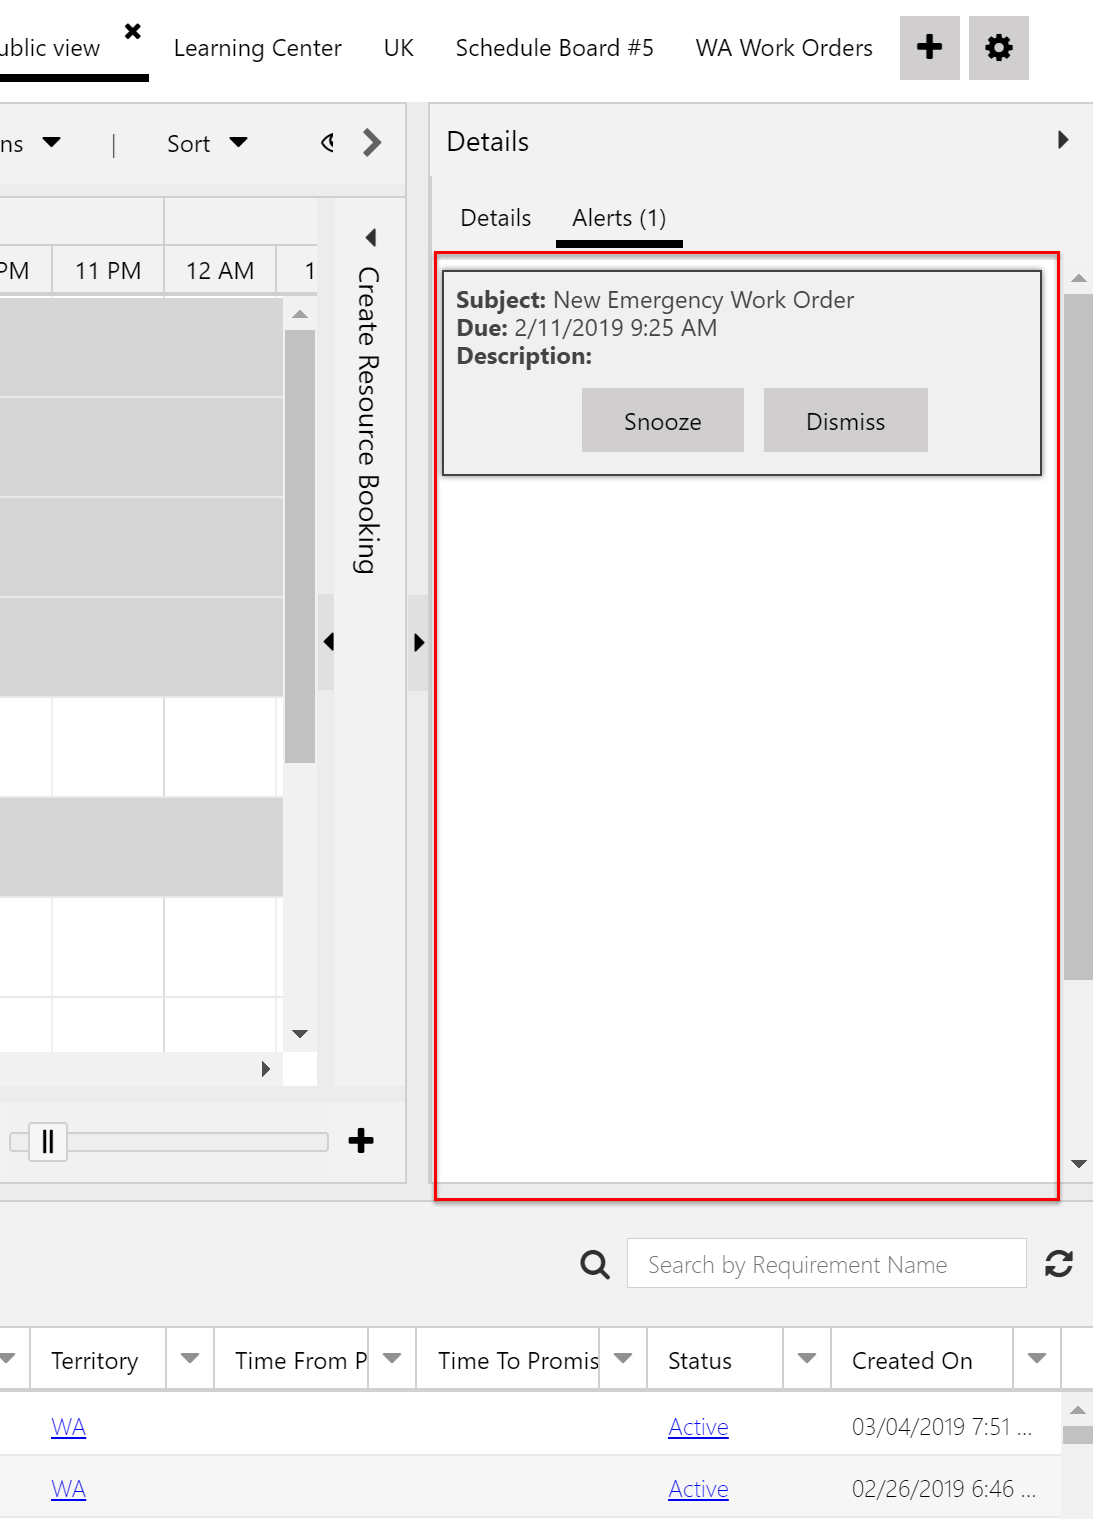 ublic view Learning Center UK Schedule Board #5 WA Work Orders
ns | Sort
Details
Details Alerts (1)
PM 11 PM 12 AM 1
Create Resource Booking
Subject: New Emergency Work Order
Due: 2/11/2019 9:25 AM
Description:
Snooze Dismiss
Search by Requirement Name
Territory Time From P Time To Promis Status Created On
WA Active 03/04/2019 7:51 ...
WA Active 02/26/2019 6:46 ...